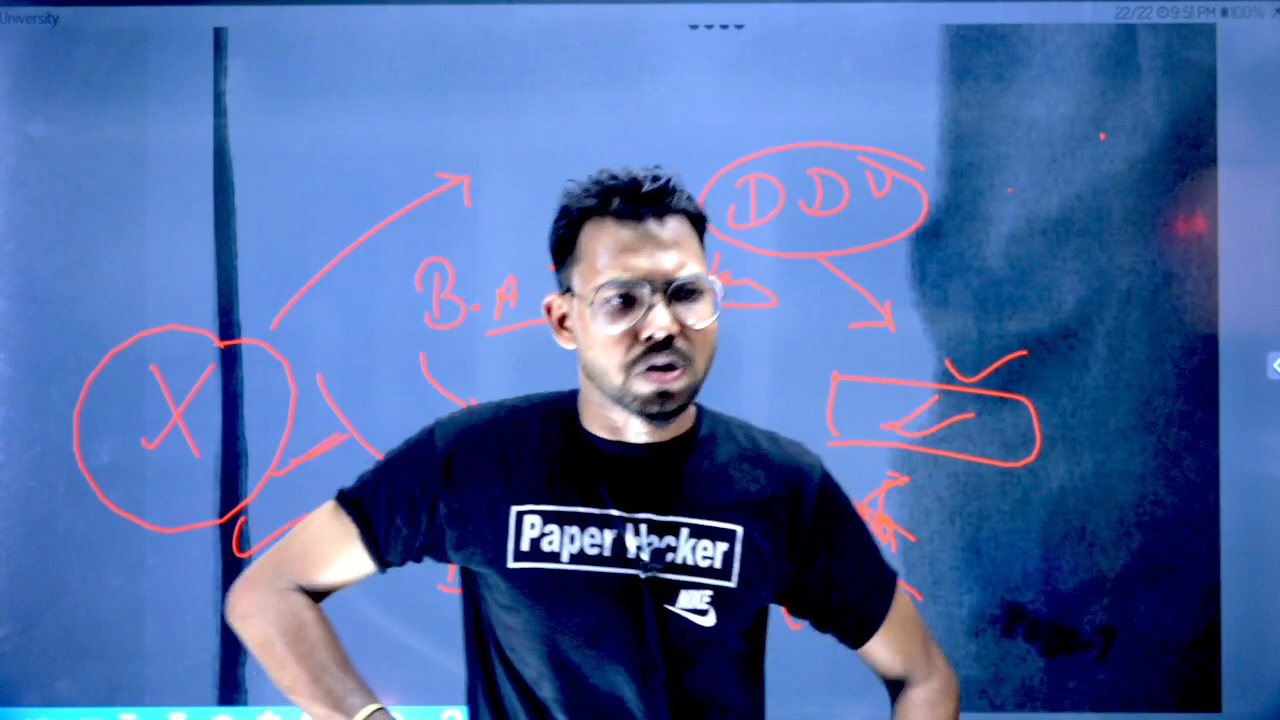 University
22/22 9:51 PM 100%
DDU
B.A
X
Paper Hacker
NIKE